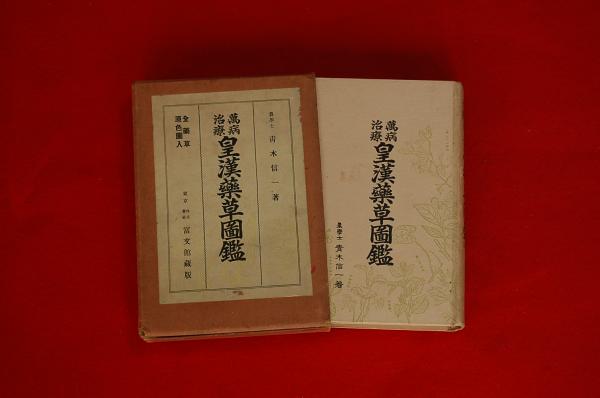 農學士 青木信一著
萬病治療
皇漢藥草圖鑑
全藥草
原色圖入
東京 富文館藏版
萬病治療
皇漢藥草圖鑑
農學士 青木信一著